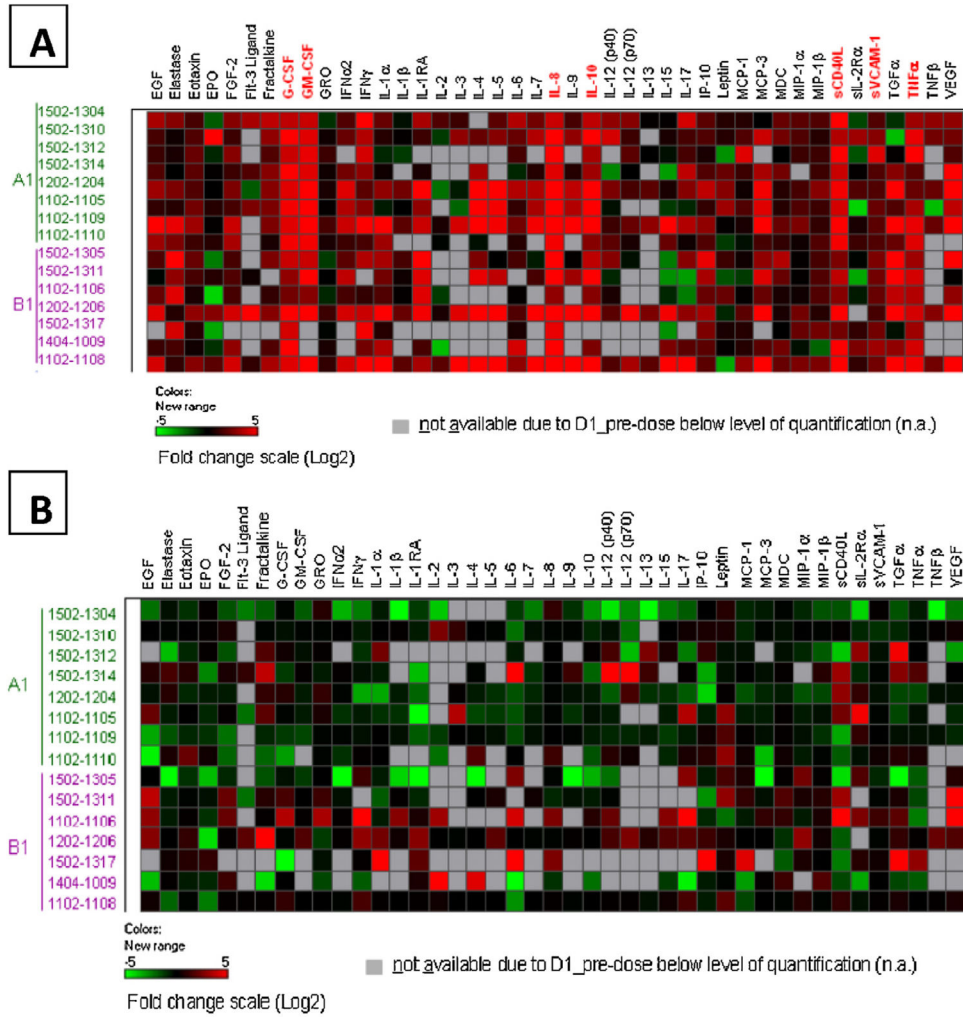 A
EGF Elastase Eotaxin EPO FGF-2 Flt-3 Ligand Fractalkine G-CSF GM-CSF GRO IFNα2 IFNγ IL-1α IL-1β IL-1RA IL-2 IL-3 IL-4 IL-5 IL-6 IL-7 IL-8 IL-9 IL-10 IL-12 (p40) IL-12 (p70) IL-13 IL-15 IL-17 IP-10 Leptin MCP-1 MCP-3 MDC MIP-1α MIP-1β sCD40L sIL-2Rα sVCAM-1 TGFα TNFα TNFβ VEGF
1502-1304
1502-1310
1502-1312
1502-1314
A1
1202-1204
1102-1105
1102-1109
1102-1110
1502-1305
1502-1311
1102-1106
B1
1202-1206
1502-1317
1404-1009
1102-1108
Colors:
New range
-5 5
Fold change scale (Log2)
not available due to D1_pre-dose below level of quantification (n.a.)
B
EGF Elastase Eotaxin EPO FGF-2 Flt-3 Ligand Fractalkine G-CSF GM-CSF GRO IFNα2 IFNγ IL-1α IL-1β IL-1RA IL-2 IL-3 IL-4 IL-5 IL-6 IL-7 IL-8 IL-9 IL-10 IL-12 (p40) IL-12 (p70) IL-13 IL-15 IL-17 IP-10 Leptin MCP-1 MCP-3 MDC MIP-1α MIP-1β sCD40L sIL-2Rα sVCAM-1 TGFα TNFα TNFβ VEGF
1502-1304
1502-1310
1502-1312
A1
1502-1314
1202-1204
1102-1105
1102-1109
1102-1110
1502-1305
1502-1311
1102-1106
B1
1202-1206
1502-1317
1404-1009
1102-1108
Colors:
New range
-5 5
Fold change scale (Log2)
not available due to D1_pre-dose below level of quantification (n.a.)